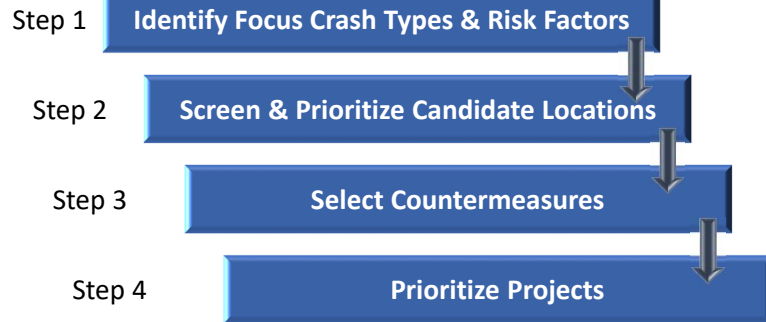 Step 1 Identify Focus Crash Types & Risk Factors
Step 2 Screen & Prioritize Candidate Locations
Step 3 Select Countermeasures
Step 4 Prioritize Projects